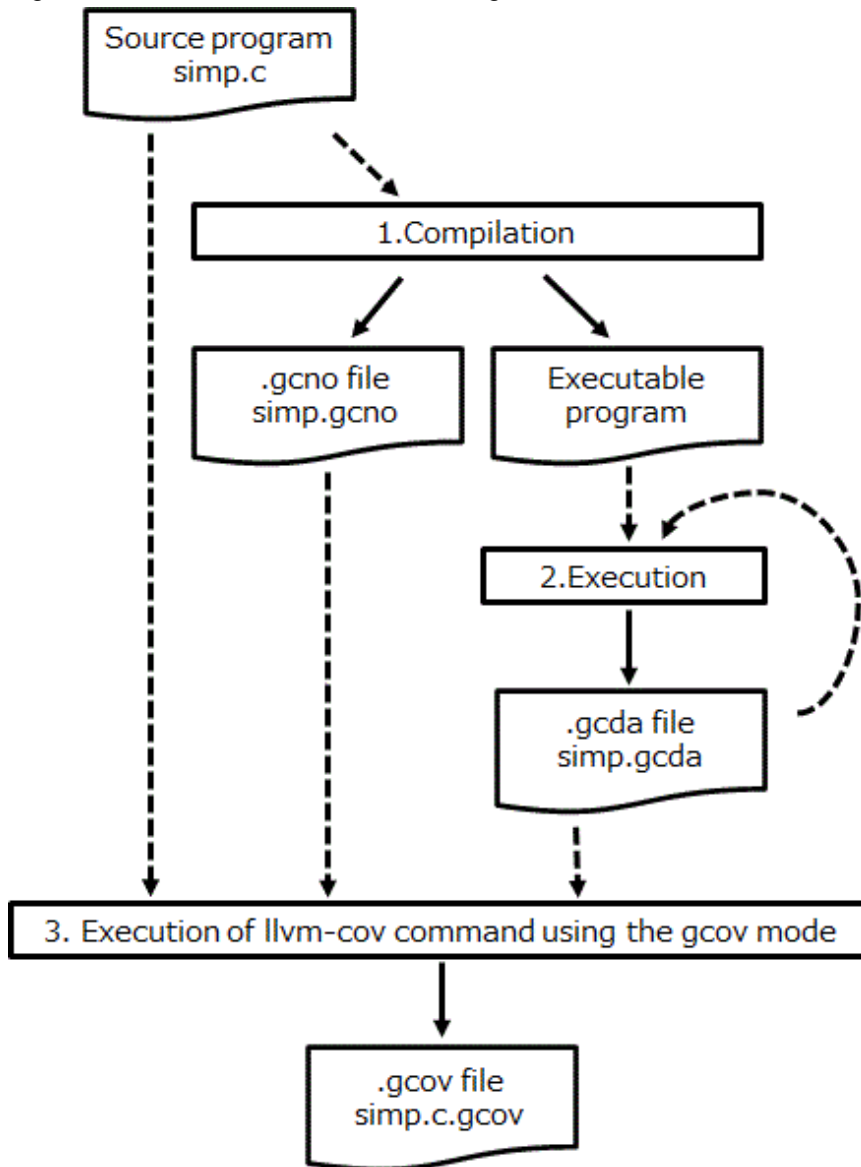 Source program
simp.c
1.Compilation
.gcno file
simp.gcno
Executable
program
2.Execution
.gcda file
simp.gcda
3. Execution of llvm-cov command using the gcov mode
.gcov file
simp.c.gcov